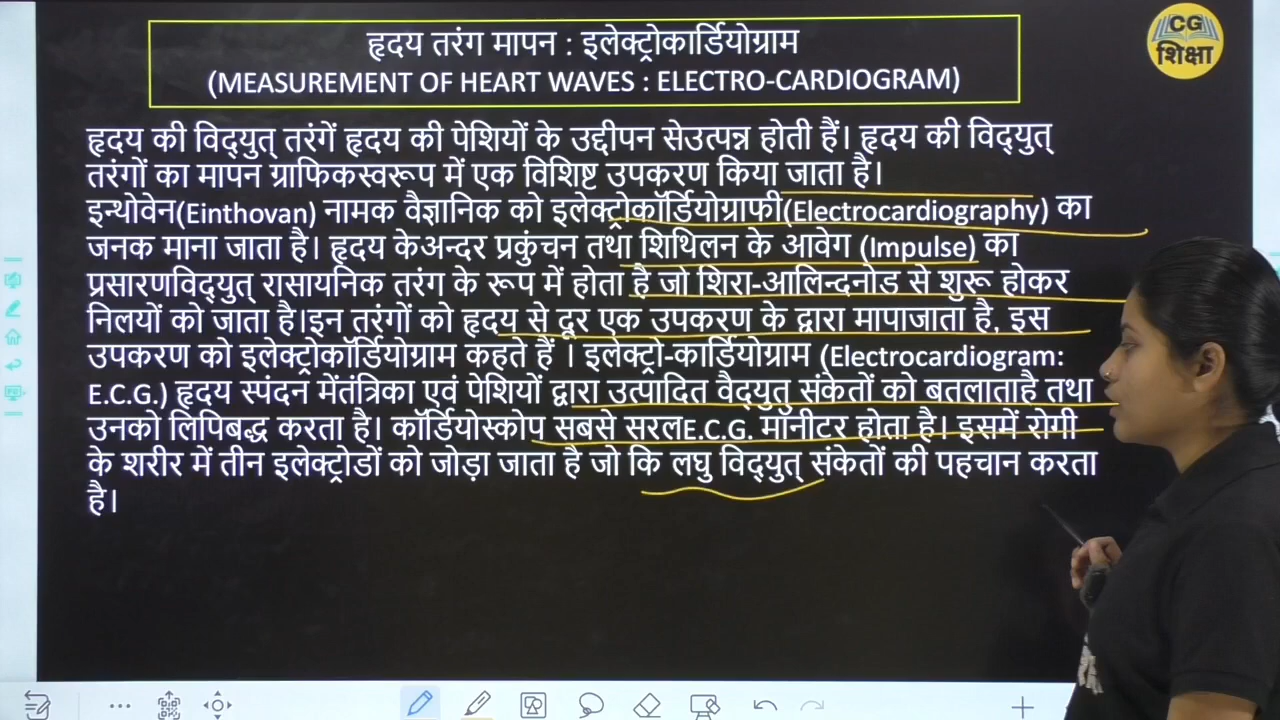 हृदय तरंग मापन : इलेक्ट्रोकार्डियोग्राम
(MEASUREMENT OF HEART WAVES : ELECTRO-CARDIOGRAM)
CG
शिक्षा
हृदय की विद्युत् तरंगें हृदय की पेशियों के उद्दीपन सेउत्पन्न होती हैं। हृदय की विद्युत्
तरंगों का मापन ग्राफिकस्वरूप में एक विशिष्ट उपकरण किया जाता है।
इन्थोवेन(Einthovan) नामक वैज्ञानिक को इलेक्ट्रोकॉर्डियोग्राफी(Electrocardiography) का
जनक माना जाता है। हृदय केअन्दर प्रकुंचन तथा शिथिलन के आवेग (Impulse) का
प्रसारणविद्युत् रासायनिक तरंग के रूप में होता है जो शिरा-आलिन्दनोड से शुरू होकर
निलयों को जाता है।इन तरंगों को हृदय से दूर एक उपकरण के द्वारा मापाजाता है, इस
उपकरण को इलेक्ट्रोकॉर्डियोग्राम कहते हैं । इलेक्ट्रो-कार्डियोग्राम (Electrocardiogram:
E.C.G.) हृदय स्पंदन मेंतंत्रिका एवं पेशियों द्वारा उत्पादित वैद्युत् संकेतों को बतलाताहै तथा
उनको लिपिबद्ध करता है। कॉर्डियोस्कोप सबसे सरलE.C.G. मॉनीटर होता है। इसमें रोगी
के शरीर में तीन इलेक्ट्रोडों को जोड़ा जाता है जो कि लघु विद्युत् संकेतों की पहचान करता
है।